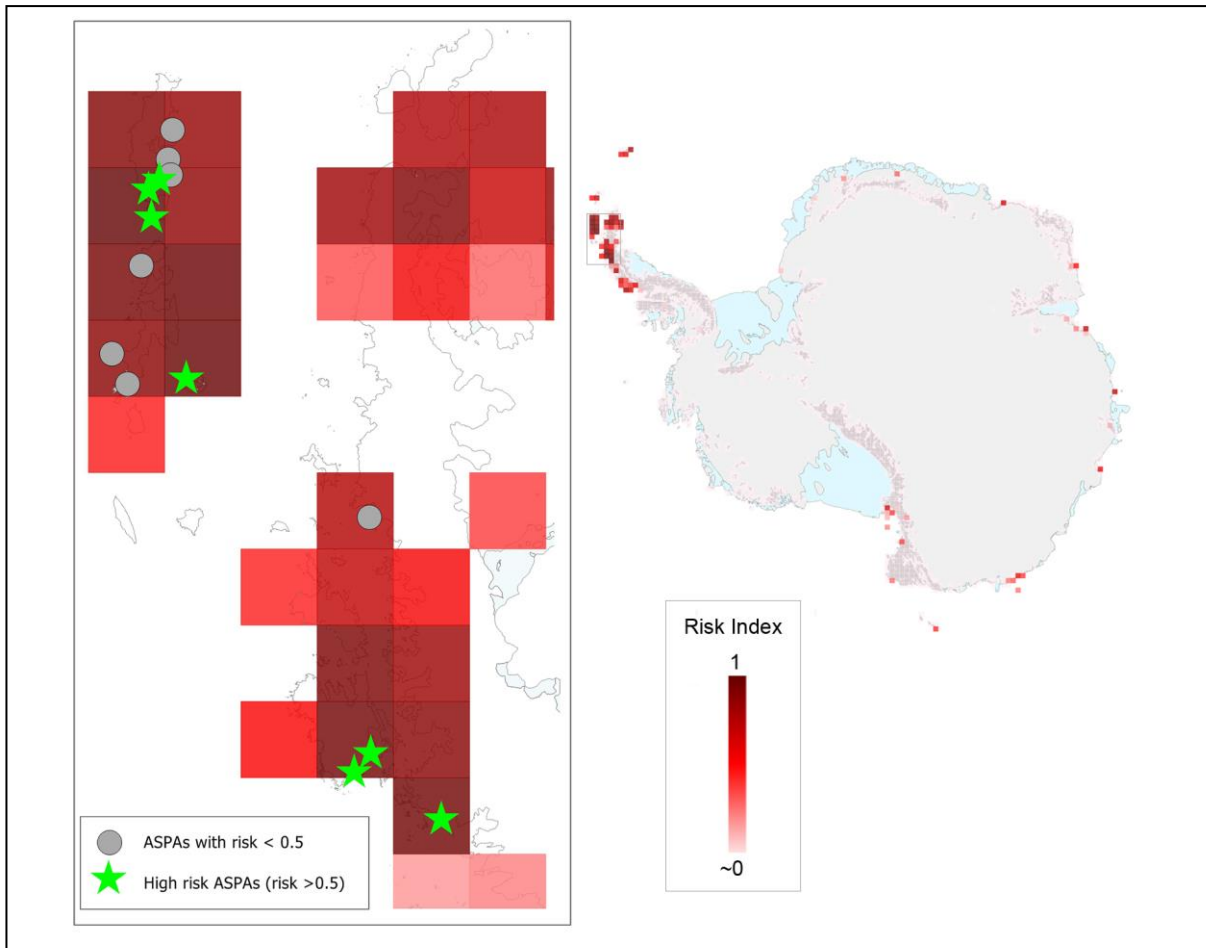 ASPAs with risk < 0.5
High risk ASPAs (risk >0.5)
Risk Index
1
~0